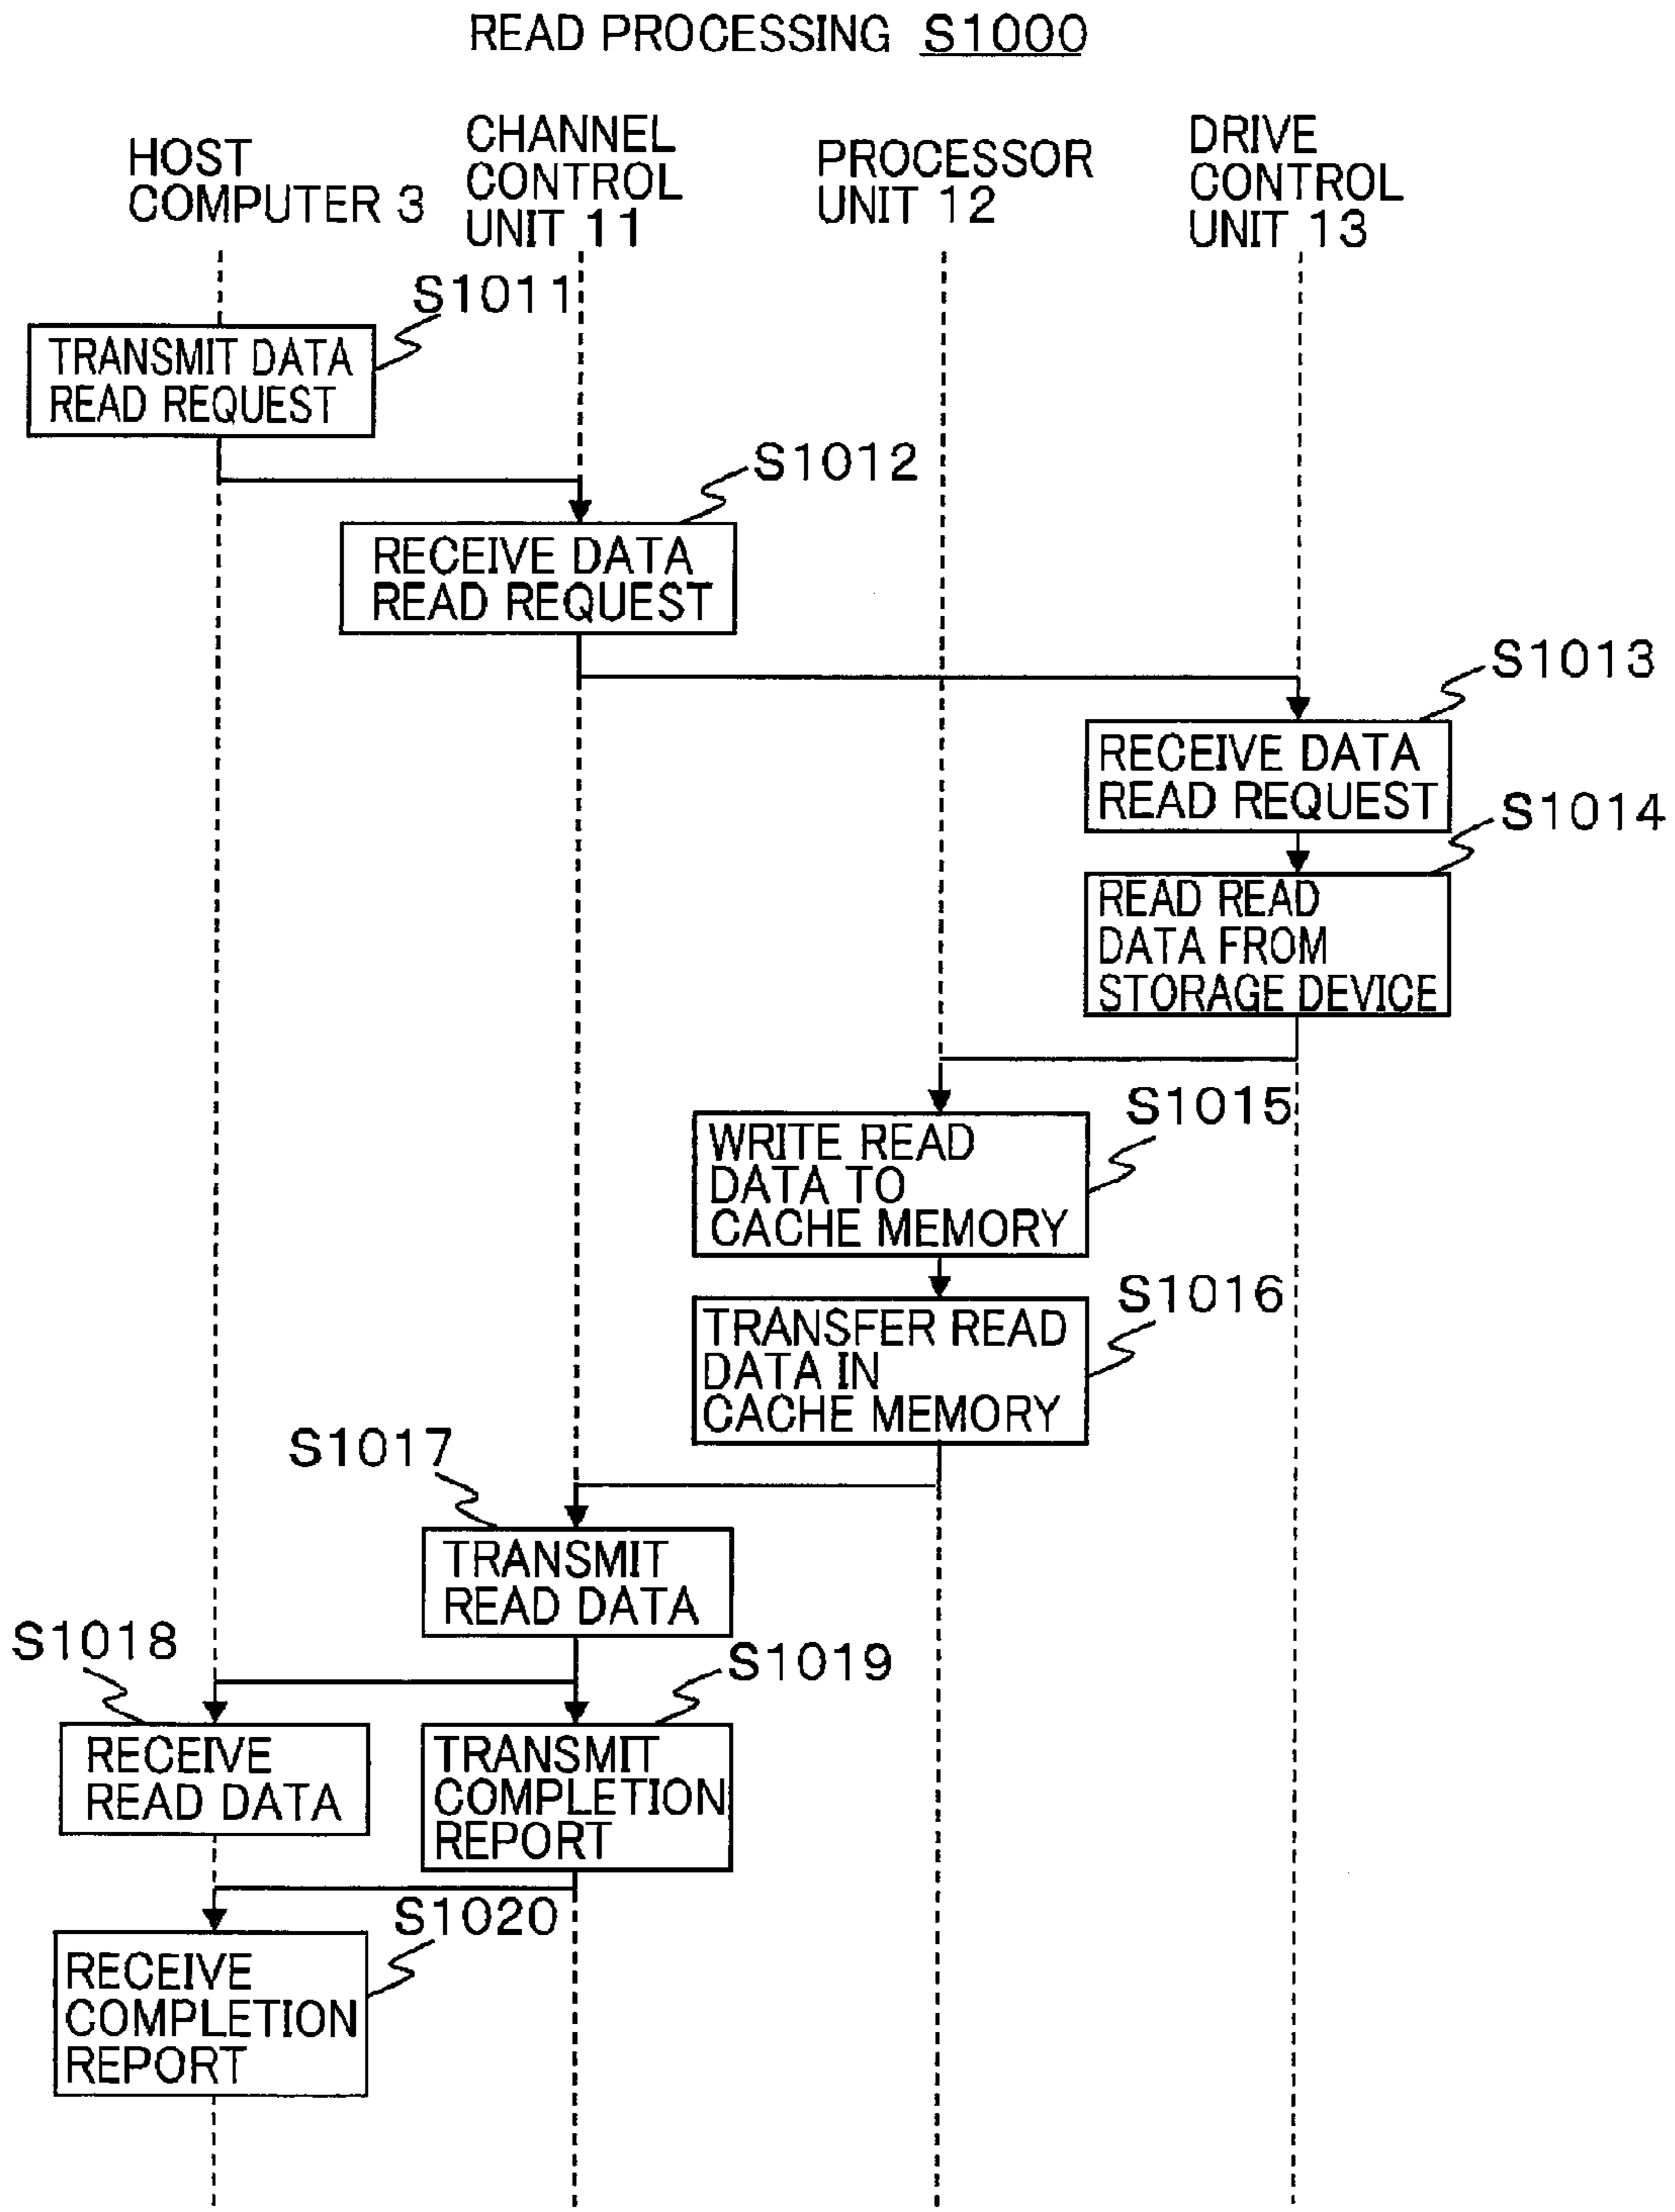 READ PROCESSING S1000
HOST
COMPUTER 3
CHANNEL
CONTROL
UNIT 11
PROCESSOR
UNIT 12
DRIVE
CONTROL
UNIT 13
S1011
TRANSMIT DATA
READ REQUEST
S1012
RECEIVE DATA
READ REQUEST
S1013
RECEIVE DATA
READ REQUEST
S1014
READ READ
DATA FROM
STORAGE DEVICE
S1015
WRITE READ
DATA TO
CACHE MEMORY
S1016
TRANSFER READ
DATA IN
CACHE MEMORY
S1017
TRANSMIT
READ DATA
S1018
RECEIVE
READ DATA
S1019
TRANSMIT
COMPLETION
REPORT
S1020
RECEIVE
COMPLETION
REPORT